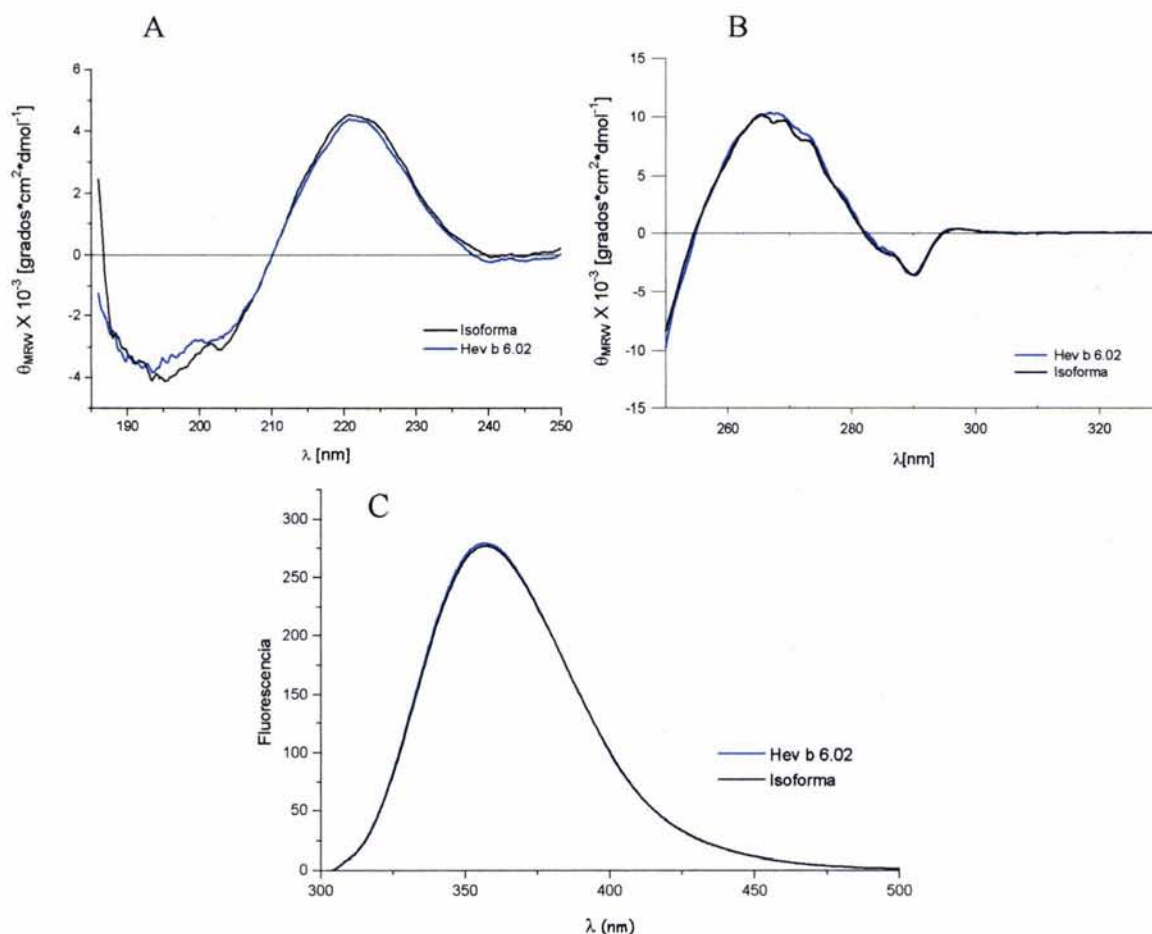 A
6
4
2
0
-2
-4
190 200 210 220 230 240 250
θMRW X 10⁻³ [grados*cm²*dmol⁻¹]
λ [nm]
Isoforma
Hev b 6.02
B
15
10
5
0
-5
-10
-15
260 280 300 320
θMRW X 10⁻³ [grados*cm²*dmol⁻¹]
λ[nm]
Hev b 6.02
Isoforma
C
300
250
200
150
100
50
0
300 350 400 450 500
Fluorescencia
λ (nm)
Hev b 6.02
Isoforma